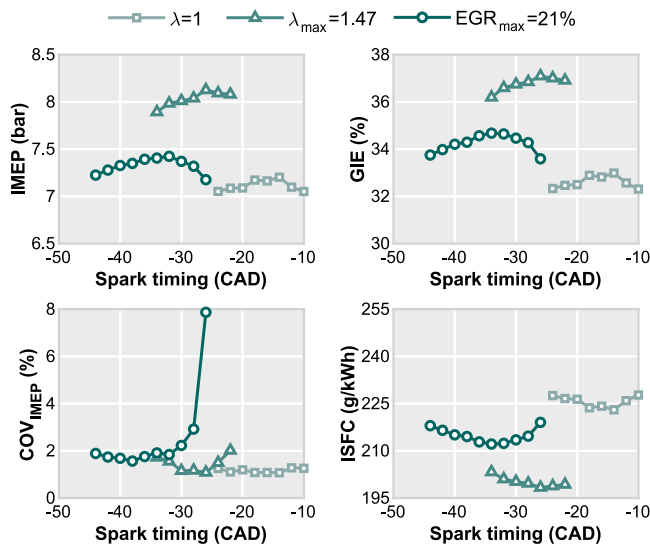 λ=1 λmax=1.47 EGRmax=21%
8.5
8
7.5
7
6.5
IMEP (bar)
-50 -40 -30 -20 -10
Spark timing (CAD)
38
36
34
32
30
GIE (%)
-50 -40 -30 -20 -10
Spark timing (CAD)
8
6
4
2
0
COVIMEP (%)
-50 -40 -30 -20 -10
Spark timing (CAD)
255
240
225
210
195
ISFC (g/kWh)
-50 -40 -30 -20 -10
Spark timing (CAD)